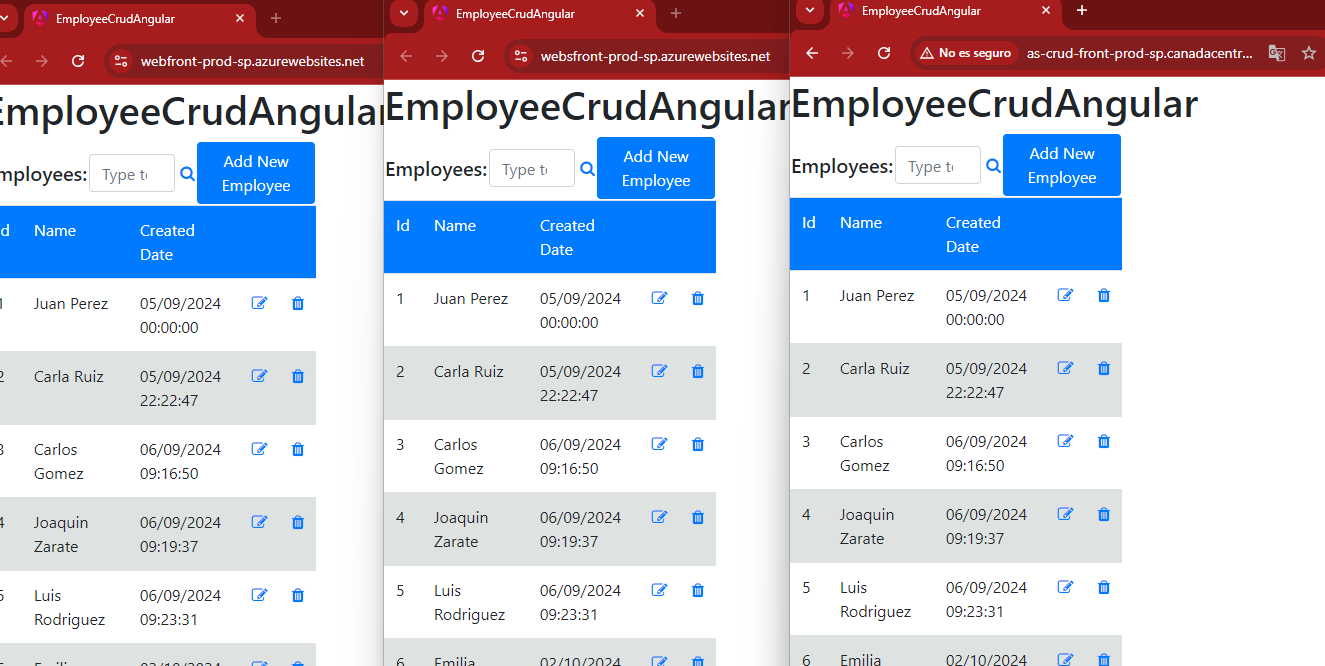 EmployeeCrudAngular
webfront-prod-sp.azurewebsites.net
EmployeeCrudAngular
Employees:
Type to
Add New
Employee
Id Name Created
Date
1 Juan Perez 05/09/2024
00:00:00
2 Carla Ruiz 05/09/2024
22:22:47
3 Carlos 06/09/2024
Gomez 09:16:50
4 Joaquin 06/09/2024
Zarate 09:19:37
5 Luis 06/09/2024
Rodriguez 09:23:31
EmployeeCrudAngular
websfront-prod-sp.azurewebsites.net
EmployeeCrudAngular
Employees:
Type to
Add New
Employee
Id Name Created
Date
1 Juan Perez 05/09/2024
00:00:00
2 Carla Ruiz 05/09/2024
22:22:47
3 Carlos 06/09/2024
Gomez 09:16:50
4 Joaquin 06/09/2024
Zarate 09:19:37
5 Luis 06/09/2024
Rodriguez 09:23:31
6 Emilia 02/10/2024
EmployeeCrudAngular
No es seguro as-crud-front-prod-sp.canadacentr...
EmployeeCrudAngular
Employees:
Type to
Add New
Employee
Id Name Created
Date
1 Juan Perez 05/09/2024
00:00:00
2 Carla Ruiz 05/09/2024
22:22:47
3 Carlos 06/09/2024
Gomez 09:16:50
4 Joaquin 06/09/2024
Zarate 09:19:37
5 Luis 06/09/2024
Rodriguez 09:23:31
6 Emilia 02/10/2024